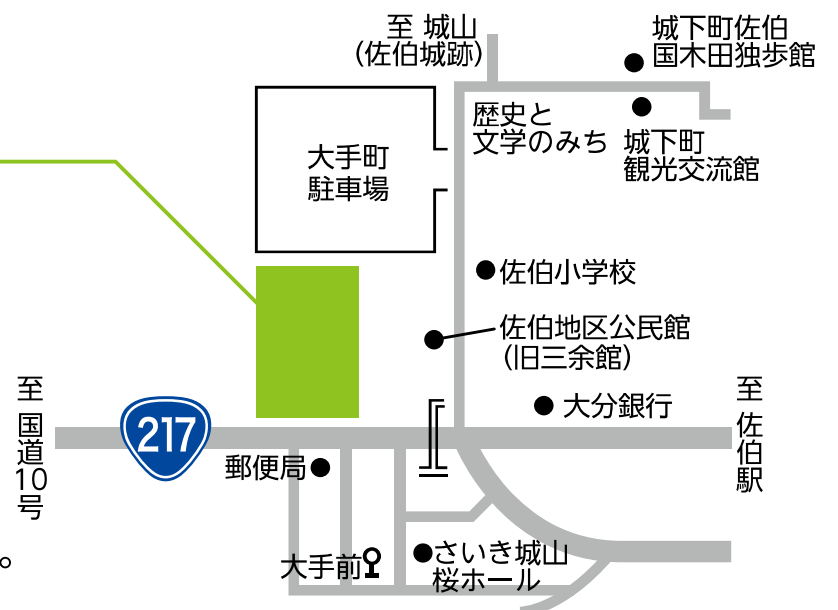 至 城山
(佐伯城跡)
城下町佐伯
国木田独歩館
歴史と
文学のみち
城下町
観光交流館
大手町
駐車場
佐伯小学校
佐伯地区公民館
(旧三余館)
大分銀行
至 国道10号
217
至 佐伯駅
郵便局
大手前
さいき城山
桜ホール
。